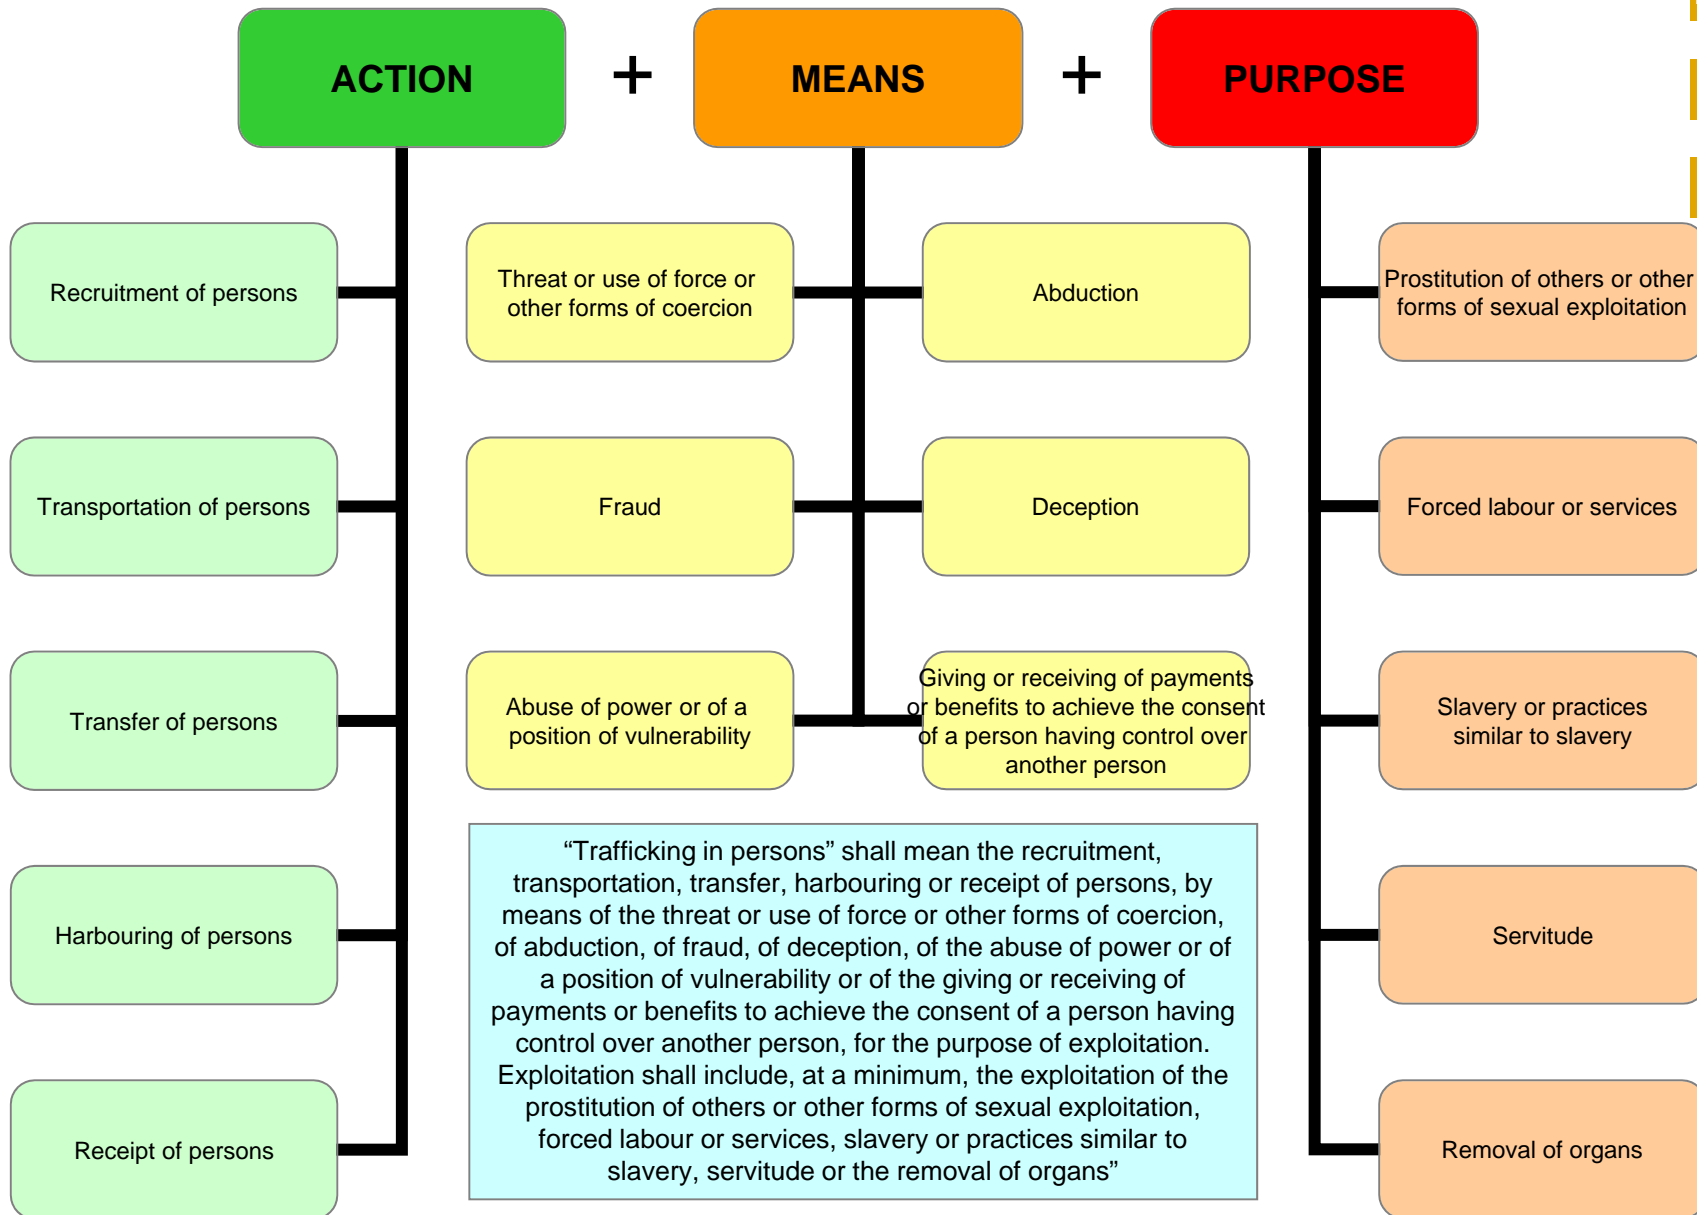 ACTION + MEANS + PURPOSE
Recruitment of persons
Transportation of persons
Transfer of persons
Harbouring of persons
Receipt of persons
Threat or use of force or
other forms of coercion
Abduction
Fraud
Deception
Abuse of power or of a
position of vulnerability
Giving or receiving of payments
or benefits to achieve the consent
of a person having control over
another person
Prostitution of others or other
forms of sexual exploitation
Forced labour or services
Slavery or practices
similar to slavery
Servitude
Removal of organs
“Trafficking in persons” shall mean the recruitment,
transportation, transfer, harbouring or receipt of persons, by
means of the threat or use of force or other forms of coercion,
of abduction, of fraud, of deception, of the abuse of power or of
a position of vulnerability or of the giving or receiving of
payments or benefits to achieve the consent of a person having
control over another person, for the purpose of exploitation.
Exploitation shall include, at a minimum, the exploitation of the
prostitution of others or other forms of sexual exploitation,
forced labour or services, slavery or practices similar to
slavery, servitude or the removal of organs”